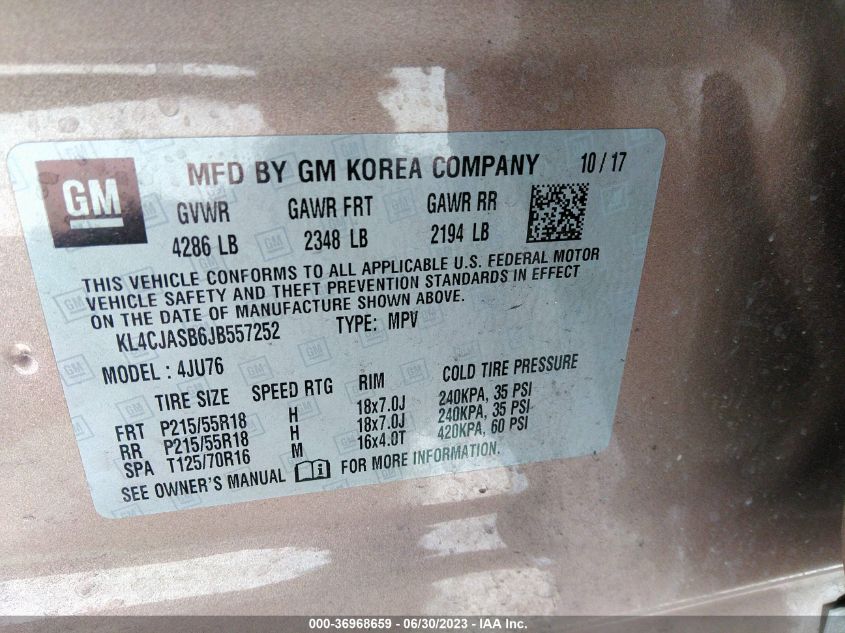 GM
MFD BY GM KOREA COMPANY 10/17
GVWR GAWR FRT GAWR RR
4286 LB 2348 LB 2194 LB
THIS VEHICLE CONFORMS TO ALL APPLICABLE U.S. FEDERAL MOTOR
VEHICLE SAFETY AND THEFT PREVENTION STANDARDS IN EFFECT
ON THE DATE OF MANUFACTURE SHOWN ABOVE.
KL4CJASB6JB557252 TYPE: MPV
MODEL: 4JU76
TIRE SIZE SPEED RTG RIM COLD TIRE PRESSURE
FRT P215/55R18 H 18x7.0J 240KPA, 35 PSI
RR P215/55R18 H 18x7.0J 240KPA, 35 PSI
SPA T125/70R16 M 16x4.0T 420KPA, 60 PSI
SEE OWNER'S MANUAL FOR MORE INFORMATION.
000-36968659 / 06/30/2023 - IAA Inc.